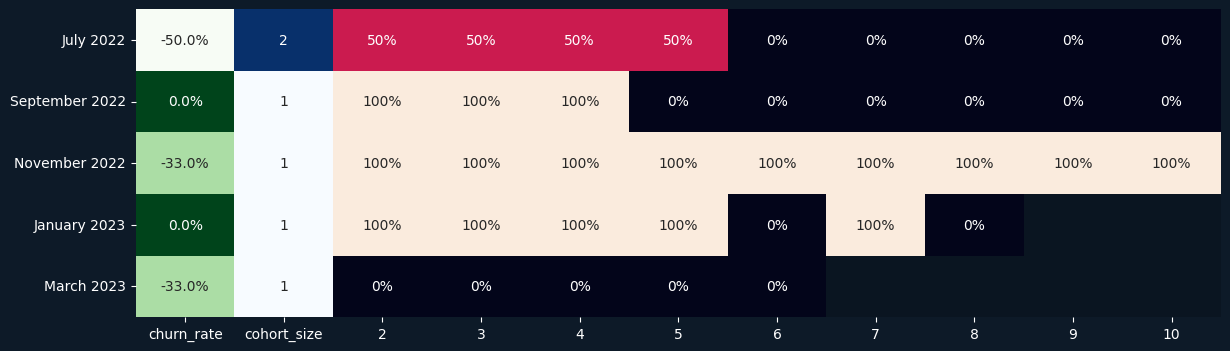 July 2022 -50.0% 2 50% 50% 50% 50% 0% 0% 0% 0% 0%
September 2022 0.0% 1 100% 100% 100% 0% 0% 0% 0% 0% 0%
November 2022 -33.0% 1 100% 100% 100% 100% 100% 100% 100% 100% 100%
January 2023 0.0% 1 100% 100% 100% 100% 0% 100% 0%
March 2023 -33.0% 1 0% 0% 0% 0% 0%
churn_rate cohort_size 2 3 4 5 6 7 8 9 10